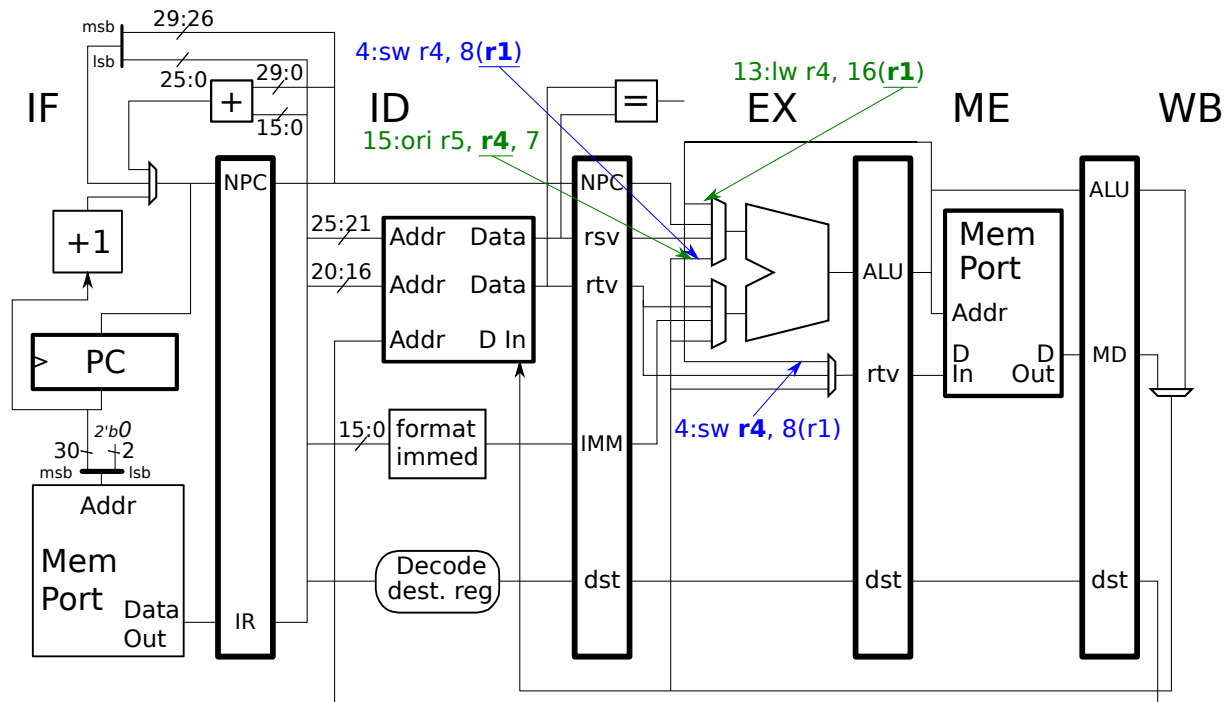 29:26
msb
lsb
25:0
29:0
+
15:0
4:sw r4, 8(r1)
13:lw r4, 16(r1)
=
IF
ID
EX
ME
WB
15:ori r5, r4, 7
NPC
NPC
ALU
+1
25:21
Addr
Data
rsv
Mem
Port
20:16
Addr
Data
rtv
ALU
Addr
PC
Addr
D In
D
In
D
Out
MD
rtv
2'b0
30
2
msb
lsb
15:0
format
immed
IMM
4:sw r4, 8(r1)
Addr
Mem
Port
Data
Out
IR
Decode
dest. reg
dst
dst
dst